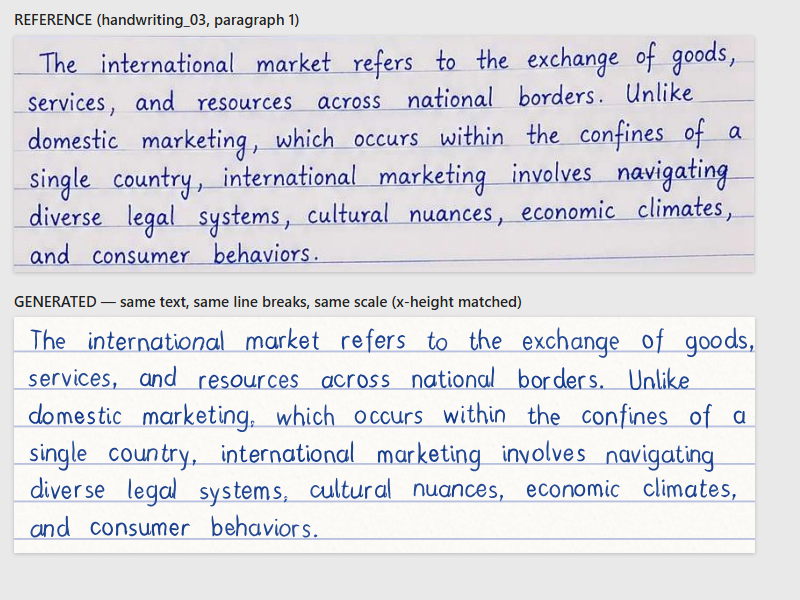 REFERENCE (handwriting_03, paragraph 1)
The international market refers to the exchange of goods,
services, and resources across national borders. Unlike
domestic marketing, which occurs within the confines of a
single country, international marketing involves navigating
diverse legal systems, cultural nuances, economic climates,
and consumer behaviors.
GENERATED — same text, same line breaks, same scale (x-height matched)
The international market refers to the exchange of goods,
services, and resources across national borders. Unlike
domestic marketing, which occurs within the confines of a
single country, international marketing involves navigating
diverse legal systems, cultural nuances, economic climates,
and consumer behaviors.